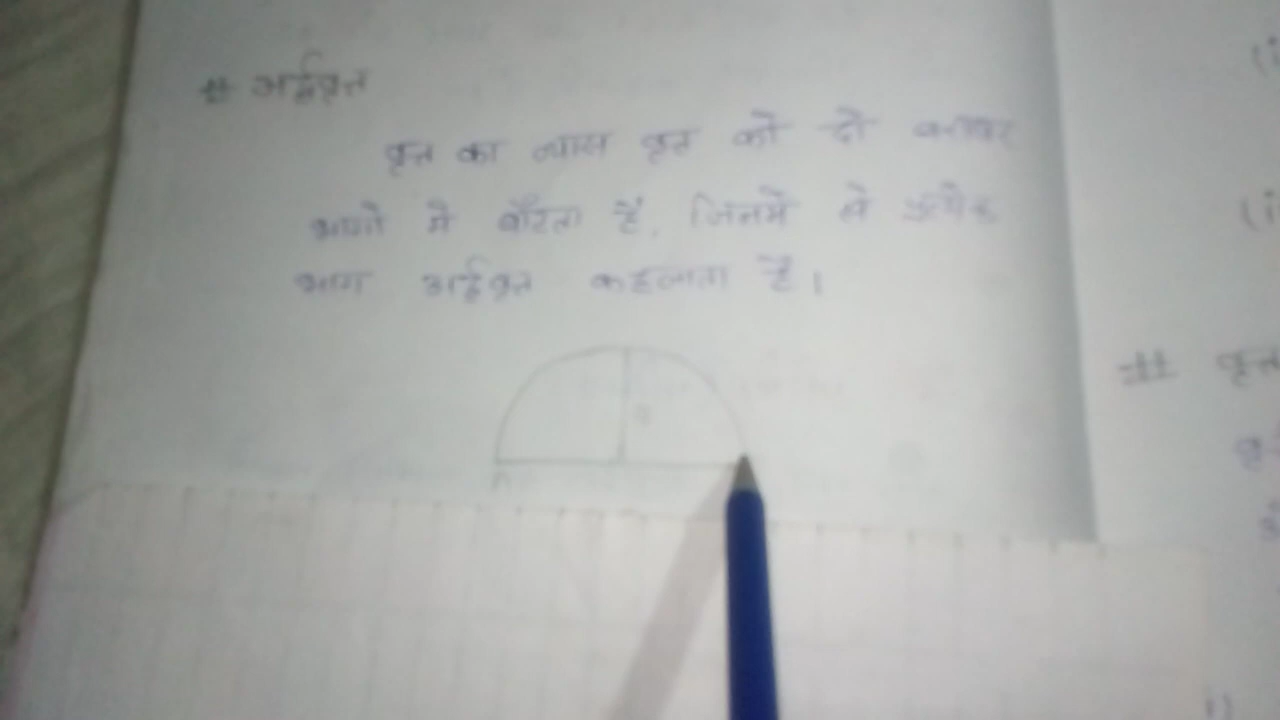 # अर्द्धवृत्त
वृत्त का व्यास वृत को दो बराबर
भागो मे बाँटता है, जिनमें से प्रत्येक
भाग अर्द्धवृत कहलाता है।
# वृत्त